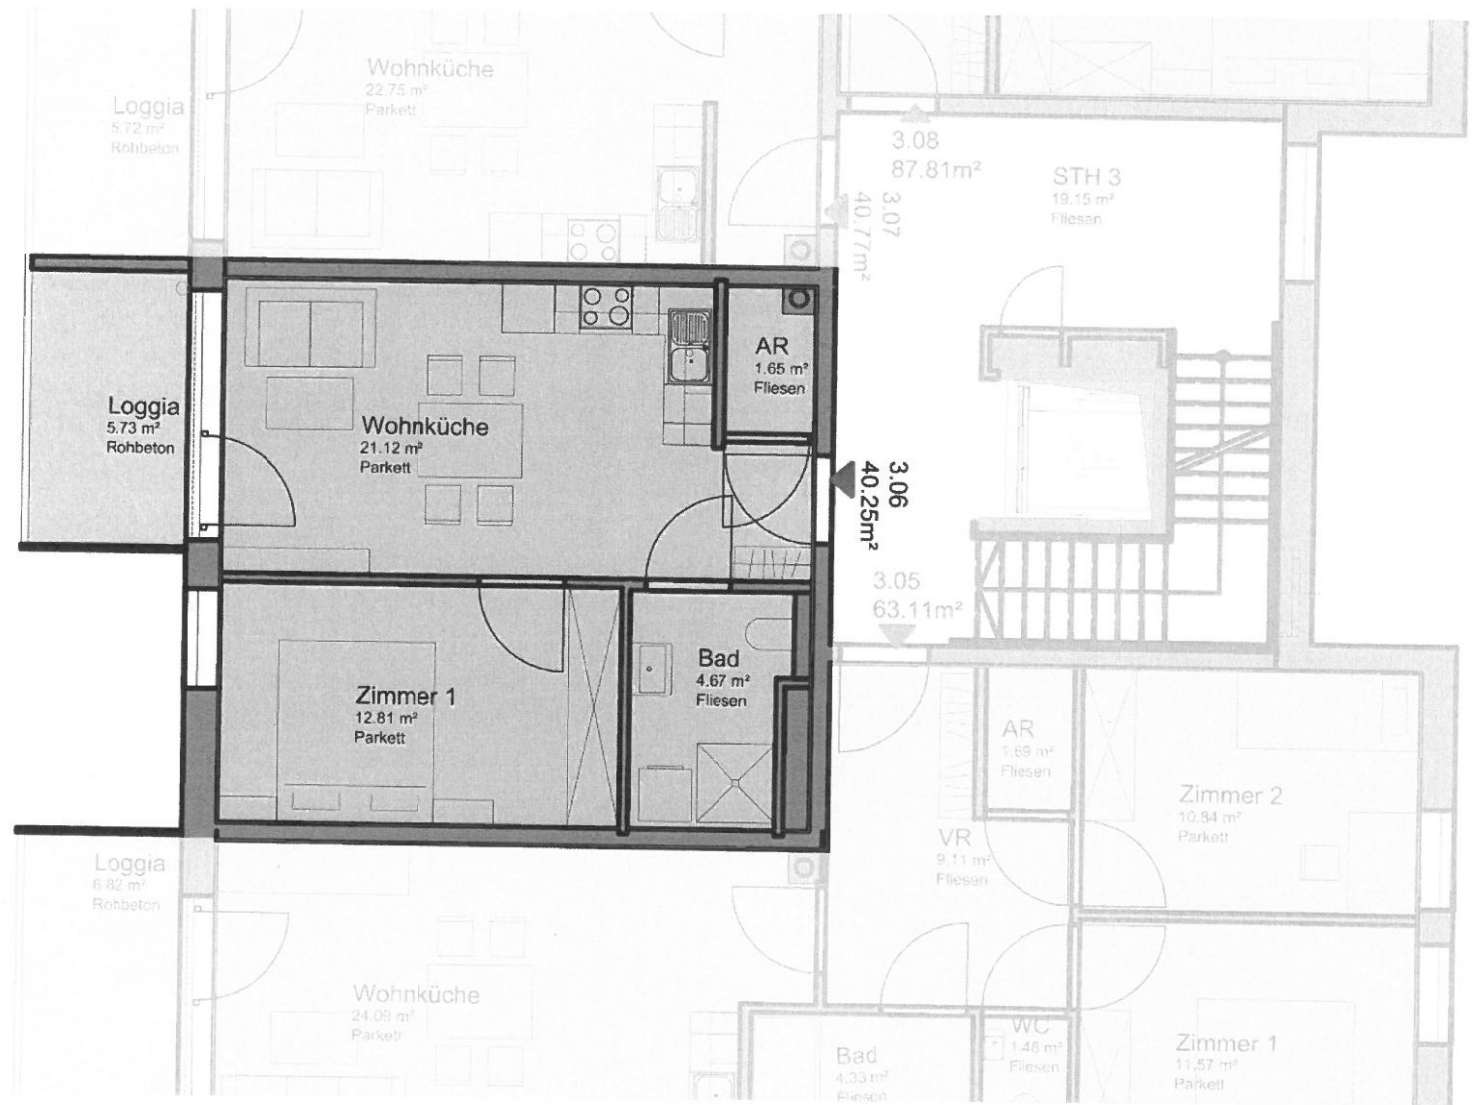 Wohnküche
22.75 m²
Parkett
Loggia
5.72 m²
Rohbeton
3.08
87.81m²
STH 3
19.15 m²
Fliesen
3.07
40.77m²
AR
1.65 m²
Fliesen
Loggia
5.73 m²
Rohbeton
Wohnküche
21.12 m²
Parkett
3.06
40.25m²
3.05
63.11m²
Zimmer 1
12.81 m²
Parkett
Bad
4.67 m²
Fliesen
AR
1.69 m²
Fliesen
Zimmer 2
10.84 m²
Parkett
VR
9.11 m²
Fliesen
Loggia
6.82 m²
Rohbeton
Wohnküche
24.09 m²
Parkett
Bad
4.33 m²
Fliesen
WC
1.48 m²
Fliesen
Zimmer 1
11.57 m²
Parkett